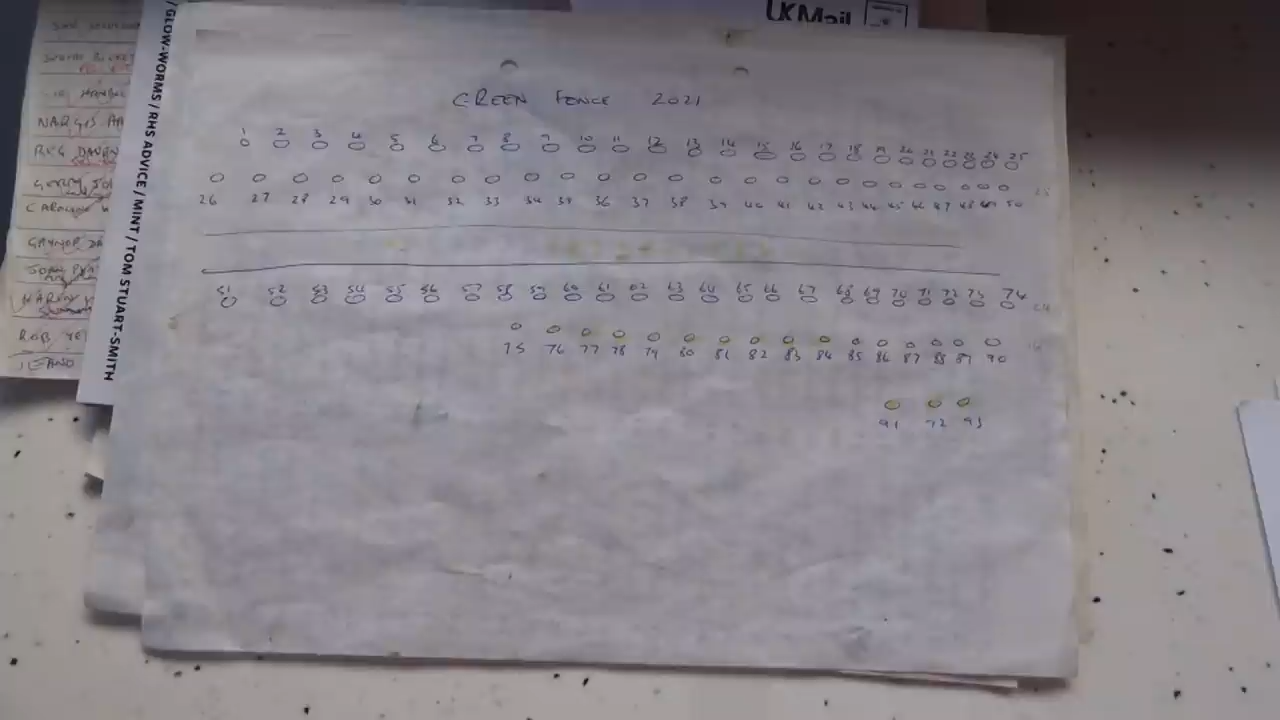 UKMail
/ GLOW-WORMS / RHS ADVICE / MINT / TOM STUART-SMITH
GREEN FENCE 2021
1 2 3 4 5 6 7 8 9 10 11 12 13 14 15 16 17 18 19 20 21 22 23 24 25
26 27 28 29 30 31 32 33 34 35 36 37 38 39 40 41 42 43 44 45 46 47 48 49 50
51 52 53 54 55 56 57 58 59 60 61 62 63 64 65 66 67 68 69 70 71 72 73 74
75 76 77 78 79 80 81 82 83 84 85 86 87 88 89 90
91 92 93